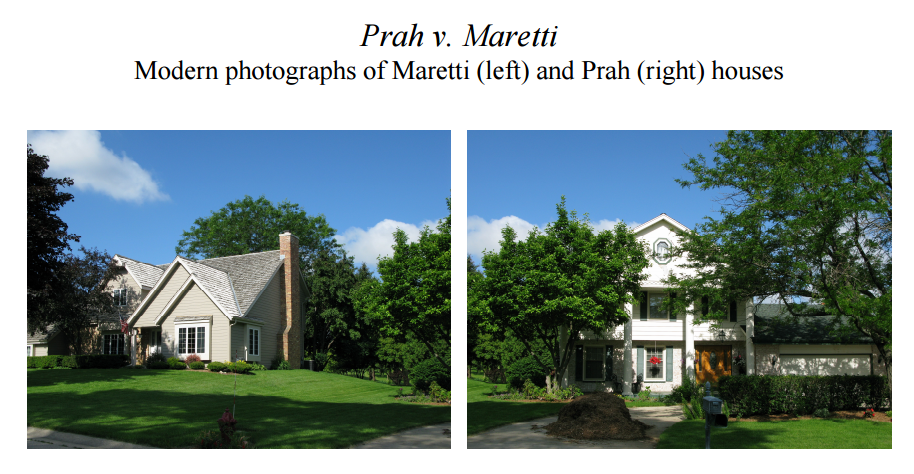 Prah v. Maretti
Modern photographs of Maretti (left) and Prah (right) houses